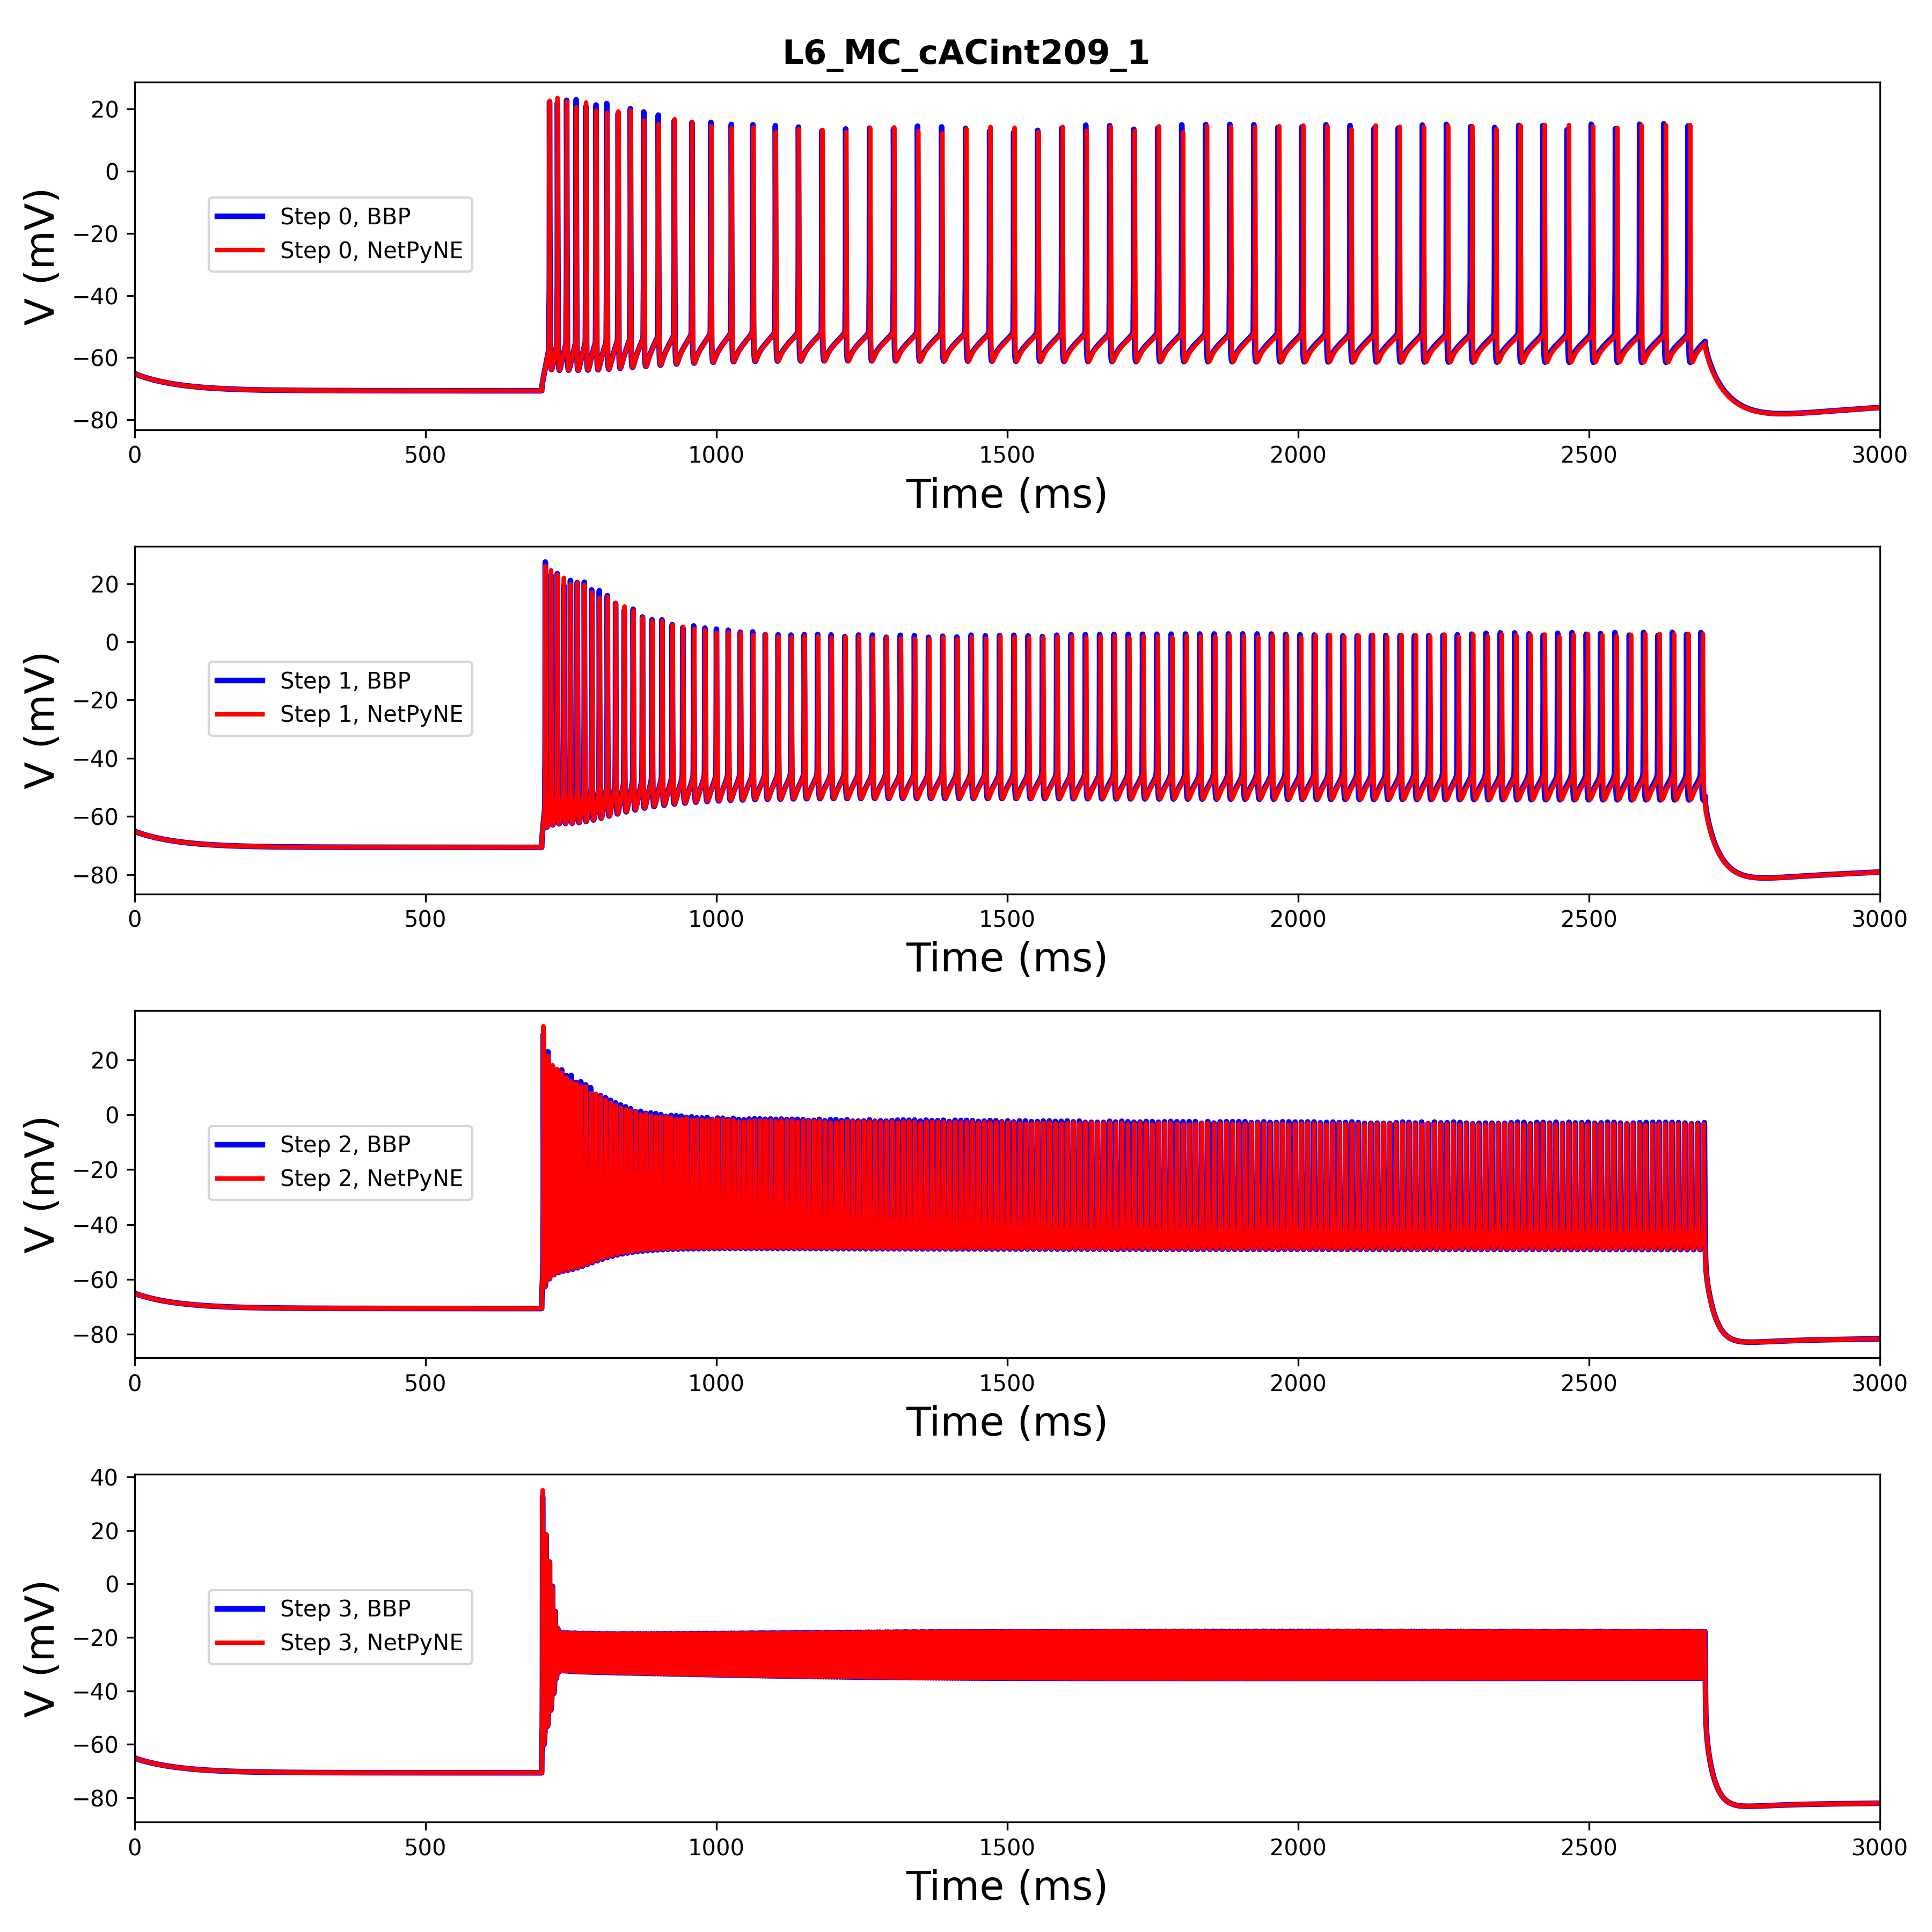 L6_MC_cACint209_1
20
0
−20
−40
−60
−80
V (mV)
Step 0, BBP
Step 0, NetPyNE
0 500 1000 1500 2000 2500 3000
Time (ms)
20
0
−20
−40
−60
−80
V (mV)
Step 1, BBP
Step 1, NetPyNE
0 500 1000 1500 2000 2500 3000
Time (ms)
20
0
−20
−40
−60
−80
V (mV)
Step 2, BBP
Step 2, NetPyNE
0 500 1000 1500 2000 2500 3000
Time (ms)
40
20
0
−20
−40
−60
−80
V (mV)
Step 3, BBP
Step 3, NetPyNE
0 500 1000 1500 2000 2500 3000
Time (ms)